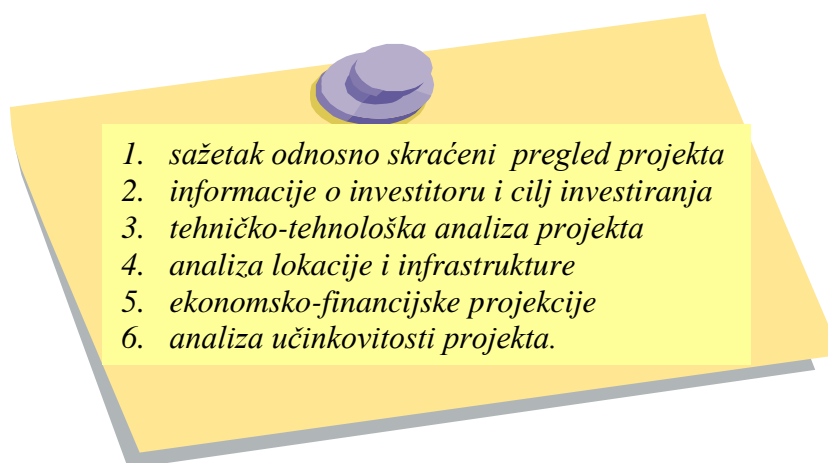 1. sažetak odnosno skraćeni pregled projekta
2. informacije o investitoru i cilj investiranja
3. tehničko-tehnološka analiza projekta
4. analiza lokacije i infrastrukture
5. ekonomsko-financijske projekcije
6. analiza učinkovitosti projekta.